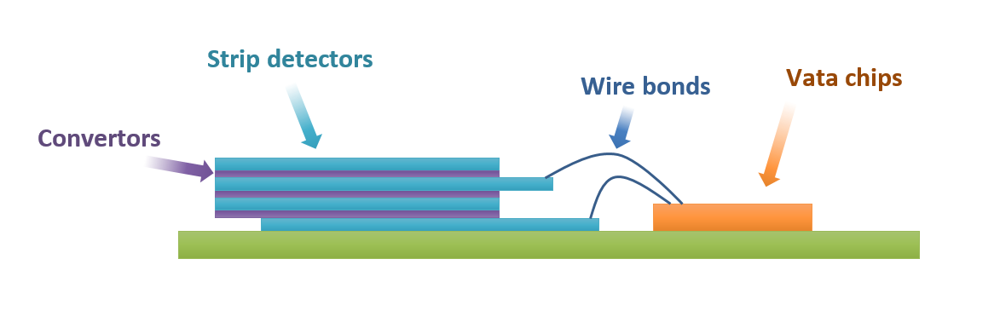 Strip detectors
Wire bonds
Vata chips
Convertors